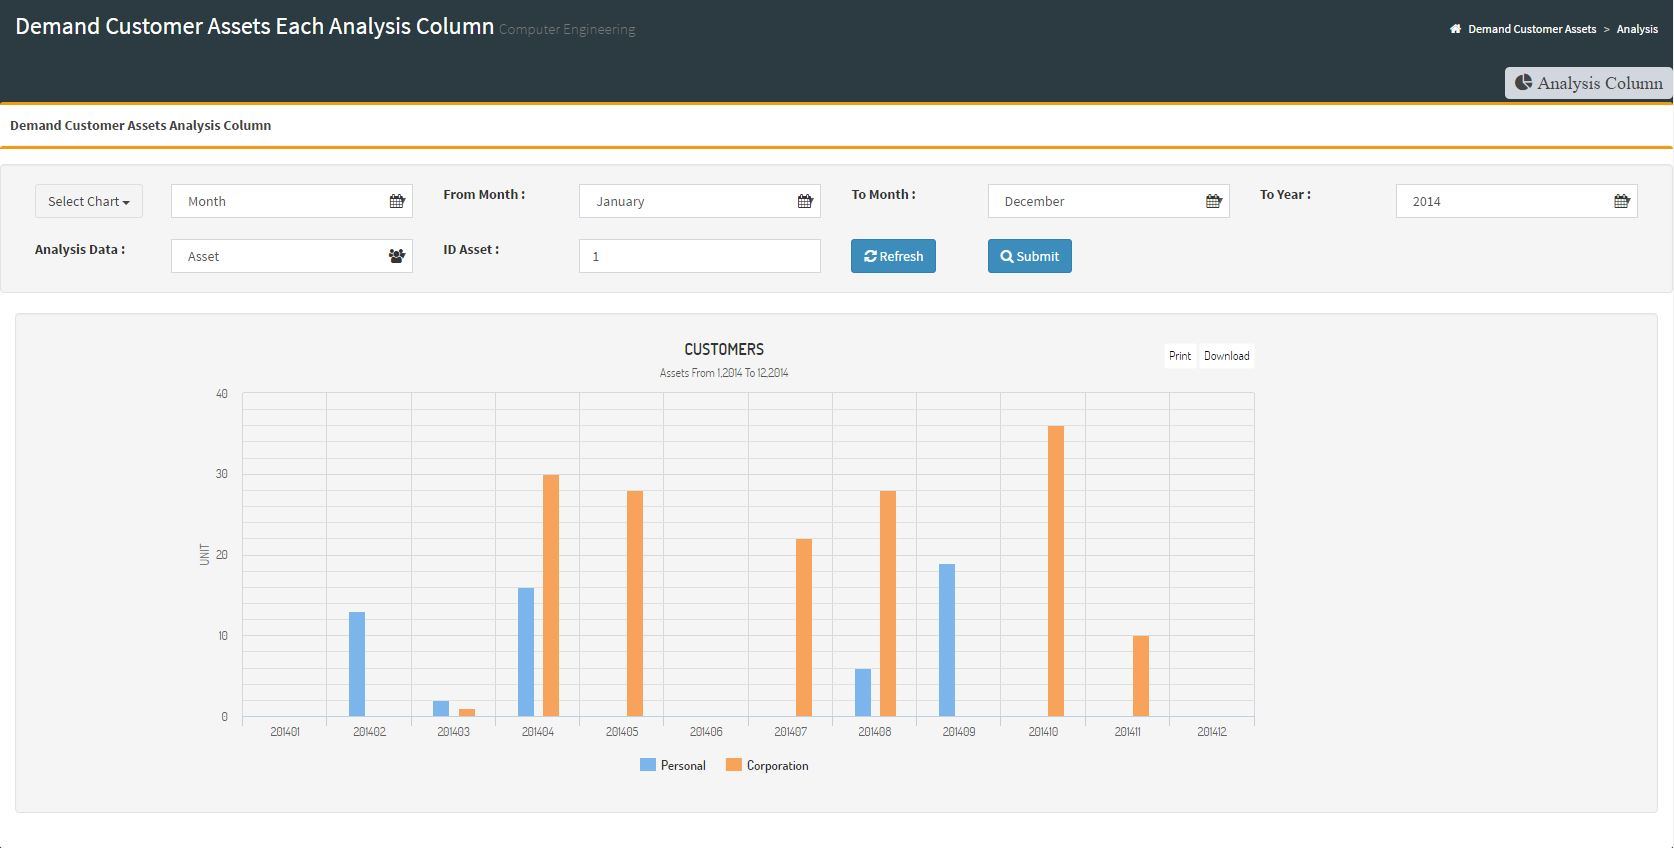 Demand Customer Assets Each Analysis Column Computer Engineering
Demand Customer Assets > Analysis
Analysis Column
Demand Customer Assets Analysis Column
Select Chart
Month
From Month :
January
To Month :
December
To Year :
2014
Analysis Data :
Asset
ID Asset :
1
Refresh
Submit
CUSTOMERS
Assets From 1,2014 To 12,2014
Print
Download
40
30
20
10
0
UNIT
201401 201402 201403 201404 201405 201406 201407 201408 201409 201410 201411 201412
Personal Corporation